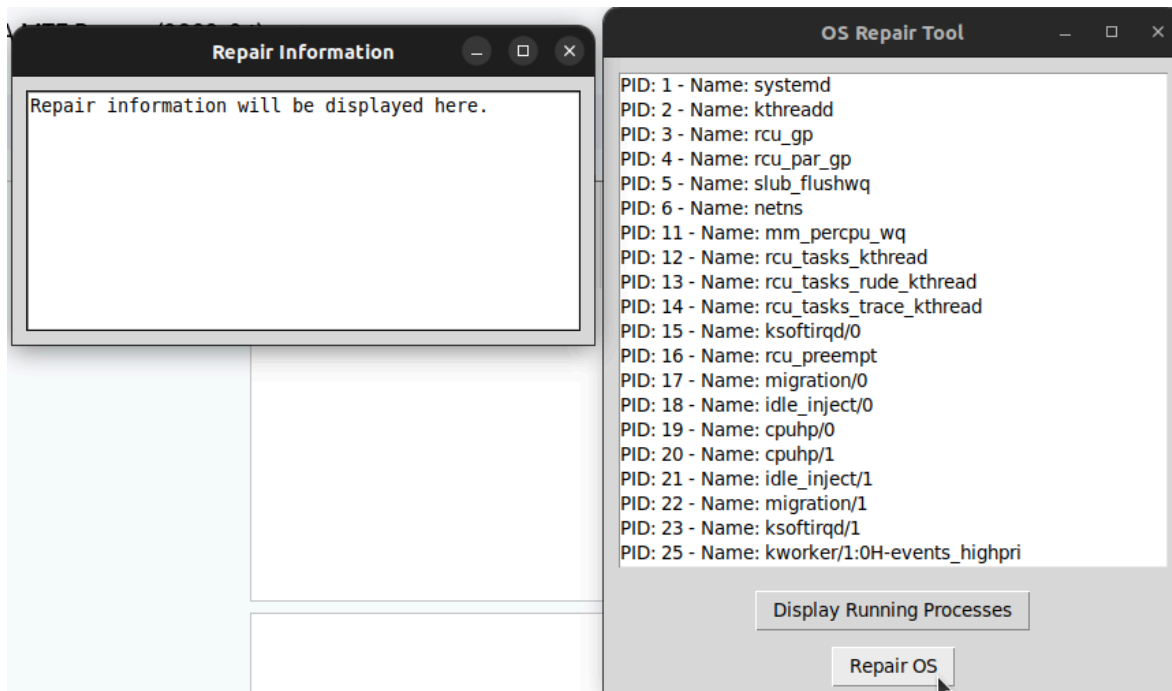 Repair Information
Repair information will be displayed here.
OS Repair Tool
PID: 1 - Name: systemd
PID: 2 - Name: kthreadd
PID: 3 - Name: rcu_gp
PID: 4 - Name: rcu_par_gp
PID: 5 - Name: slub_flushwq
PID: 6 - Name: netns
PID: 11 - Name: mm_percpu_wq
PID: 12 - Name: rcu_tasks_kthread
PID: 13 - Name: rcu_tasks_rude_kthread
PID: 14 - Name: rcu_tasks_trace_kthread
PID: 15 - Name: ksoftirqd/0
PID: 16 - Name: rcu_preempt
PID: 17 - Name: migration/0
PID: 18 - Name: idle_inject/0
PID: 19 - Name: cpuhp/0
PID: 20 - Name: cpuhp/1
PID: 21 - Name: idle_inject/1
PID: 22 - Name: migration/1
PID: 23 - Name: ksoftirqd/1
PID: 25 - Name: kworker/1:0H-events_highpri
Display Running Processes
Repair OS